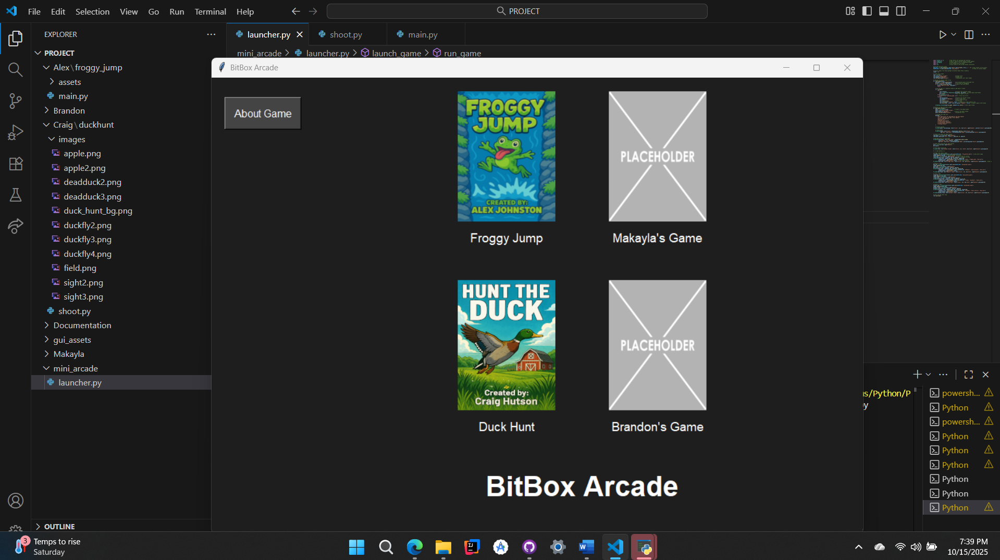 File Edit Selection View Go Run Terminal Help
PROJECT
EXPLORER
launcher.py
shoot.py
main.py
PROJECT
mini_arcade > launcher.py > launch_game > run_game
Alex\froggy_jump
assets
main.py
Brandon
Craig\duckhunt
images
apple.png
apple2.png
deadduck2.png
deadduck3.png
duck_hunt_bg.png
duckfly2.png
duckfly3.png
duckfly4.png
field.png
sight2.png
sight3.png
shoot.py
Documentation
gui_assets
Makayla
mini_arcade
launcher.py
OUTLINE
BitBox Arcade
About Game
FROGGY
JUMP
CREATED BY:
ALEX JOHNSTON
Froggy Jump
PLACEHOLDER
Makayla's Game
HUNT THE
DUCK
Created by:
Craig Hutson
Duck Hunt
PLACEHOLDER
Brandon's Game
BitBox Arcade
s/Python/P
y
powersh...
Python
powersh...
Python
Python
Python
Python
Python
Python
3
Temps to rise
Saturday
7:39 PM
10/15/2025